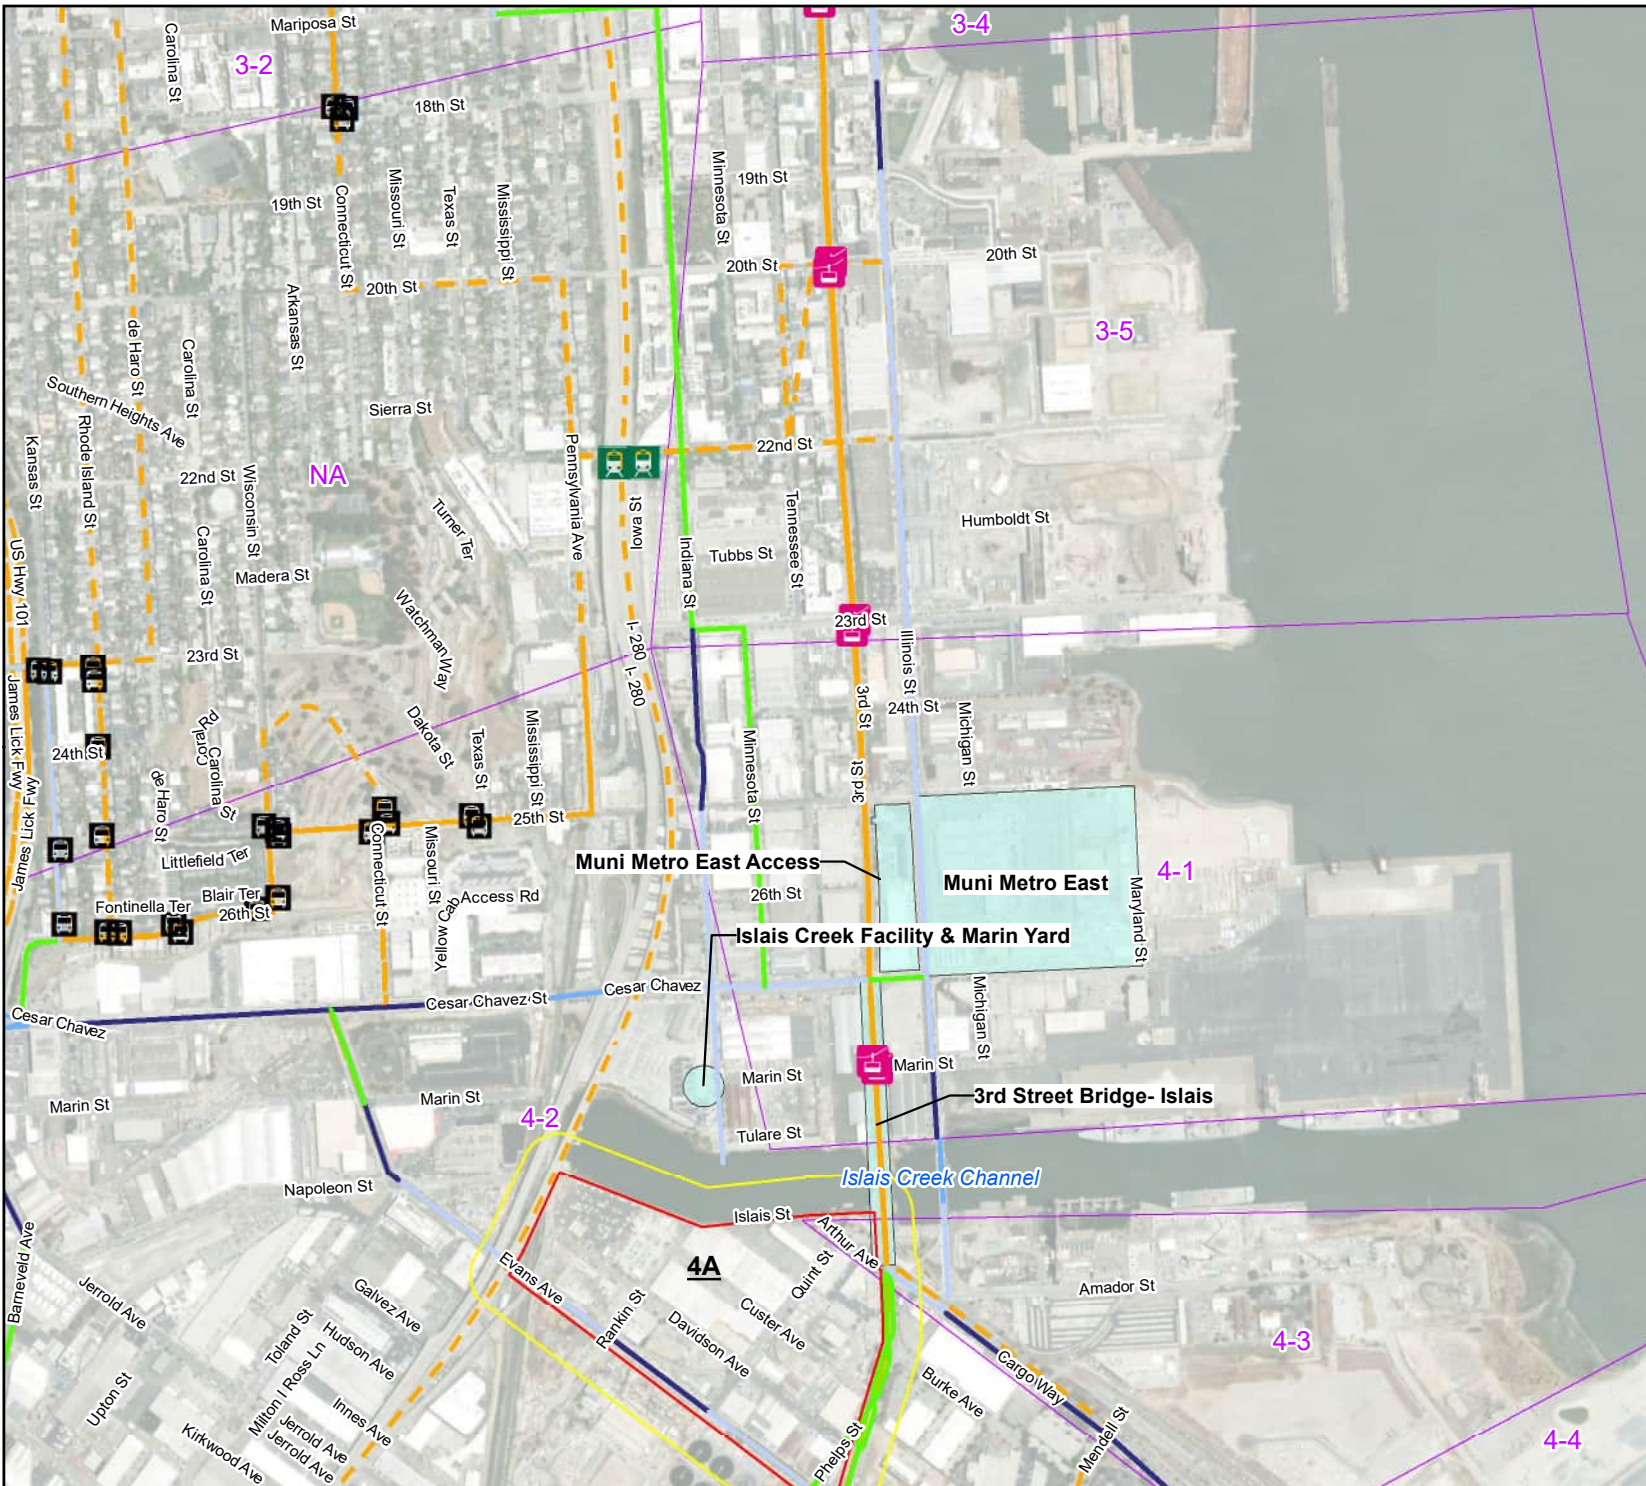 Mariposa St
3-4
Carolina St
3-2
18th St
Minnesota St
19th St
19th St
Connecticut St
Missouri St
Texas St
Mississippi St
20th St
20th St
20th St
Arkansas St
de Haro St
Carolina St
3-5
Southern Heights Ave
Sierra St
Rhode Island St
Kansas St
22nd St
Wisconsin St
NA
Pennsylvania Ave
22nd St
Turner Ter
Iowa St
Tennessee St
Humboldt St
US Hwy 101
Carolina St
Madera St
Indiana St
Tubbs St
Watchman Way
23rd St
I- 280
I- 280
Illinois St
23rd St
James Lick Fwy
James Lick Fwy
James Lick Fwy
Coral Rd
Carolina St
24th St
Dakota St
Texas St
Mississippi St
Minnesota St
3rd St
3rd St
24th St
Michigan St
de Haro St
25th St
Littlefield Ter
Connecticut St
Missouri St
Muni Metro East Access
Muni Metro East
4-1
Maryland St
Blair Ter
Fontinella Ter
26th St
Yellow Cab Access Rd
26th St
Islais Creek Facility & Marin Yard
Cesar Chavez
Cesar Chavez St
Cesar Chavez
Michigan St
Marin St
Marin St
Marin St
Marin St
3rd Street Bridge- Islais
4-2
Tulare St
Islais Creek Channel
Napoleon St
Islais St
Arthur Ave
Quint St
4A
Barneveld Ave
Jerrold Ave
Evans Ave
Galvez Ave
Amador St
Toland St
Hudson Ave
Rankin St
Custer Ave
Davidson Ave
4-3
Milton I Ross Ln
Cargo Way
Burke Ave
Upton St
Innes Ave
Kirkwood Ave
Jerrold Ave
Jerrold Ave
Phelps St
Mendell St
4-4